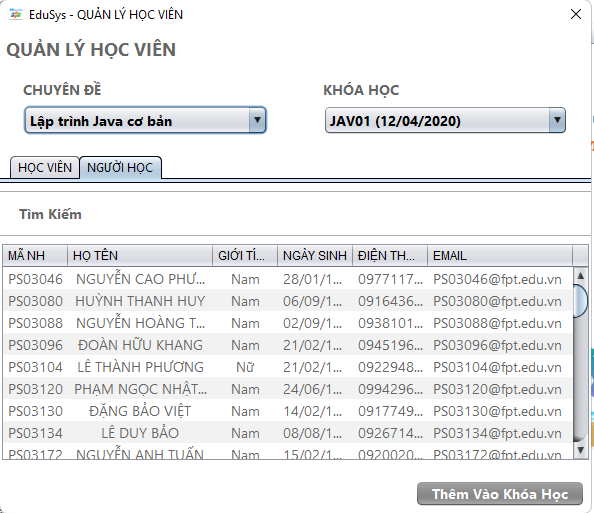 EduSys - QUẢN LÝ HỌC VIÊN
QUẢN LÝ HỌC VIÊN
CHUYÊN ĐỀ KHÓA HỌC
Lập trình Java cơ bản JAV01 (12/04/2020)
HỌC VIÊN NGƯỜI HỌC
Tìm Kiếm
MÃ NH HỌ TÊN GIỚI TÍ... NGÀY SINH ĐIỆN TH... EMAIL
PS03046 NGUYỄN CAO PHƯ... Nam 28/01/1... 0977117... PS03046@fpt.edu.vn
PS03080 HUỲNH THANH HUY Nam 06/09/1... 0916436... PS03080@fpt.edu.vn
PS03088 NGUYỄN HOÀNG T... Nam 02/09/1... 0938101... PS03088@fpt.edu.vn
PS03096 ĐOÀN HỮU KHANG Nam 21/02/1... 0945196... PS03096@fpt.edu.vn
PS03104 LÊ THÀNH PHƯƠNG Nữ 21/02/1... 0922948... PS03104@fpt.edu.vn
PS03120 PHẠM NGỌC NHẬT... Nam 24/06/1... 0994296... PS03120@fpt.edu.vn
PS03130 ĐẶNG BẢO VIỆT Nam 14/02/1... 0917749... PS03130@fpt.edu.vn
PS03134 LÊ DUY BẢO Nam 08/08/1... 0926714... PS03134@fpt.edu.vn
PS03172 NGUYỄN ANH TUẤN Nam 15/02/1... 0920020... PS03172@fpt.edu.vn
Thêm Vào Khóa Học